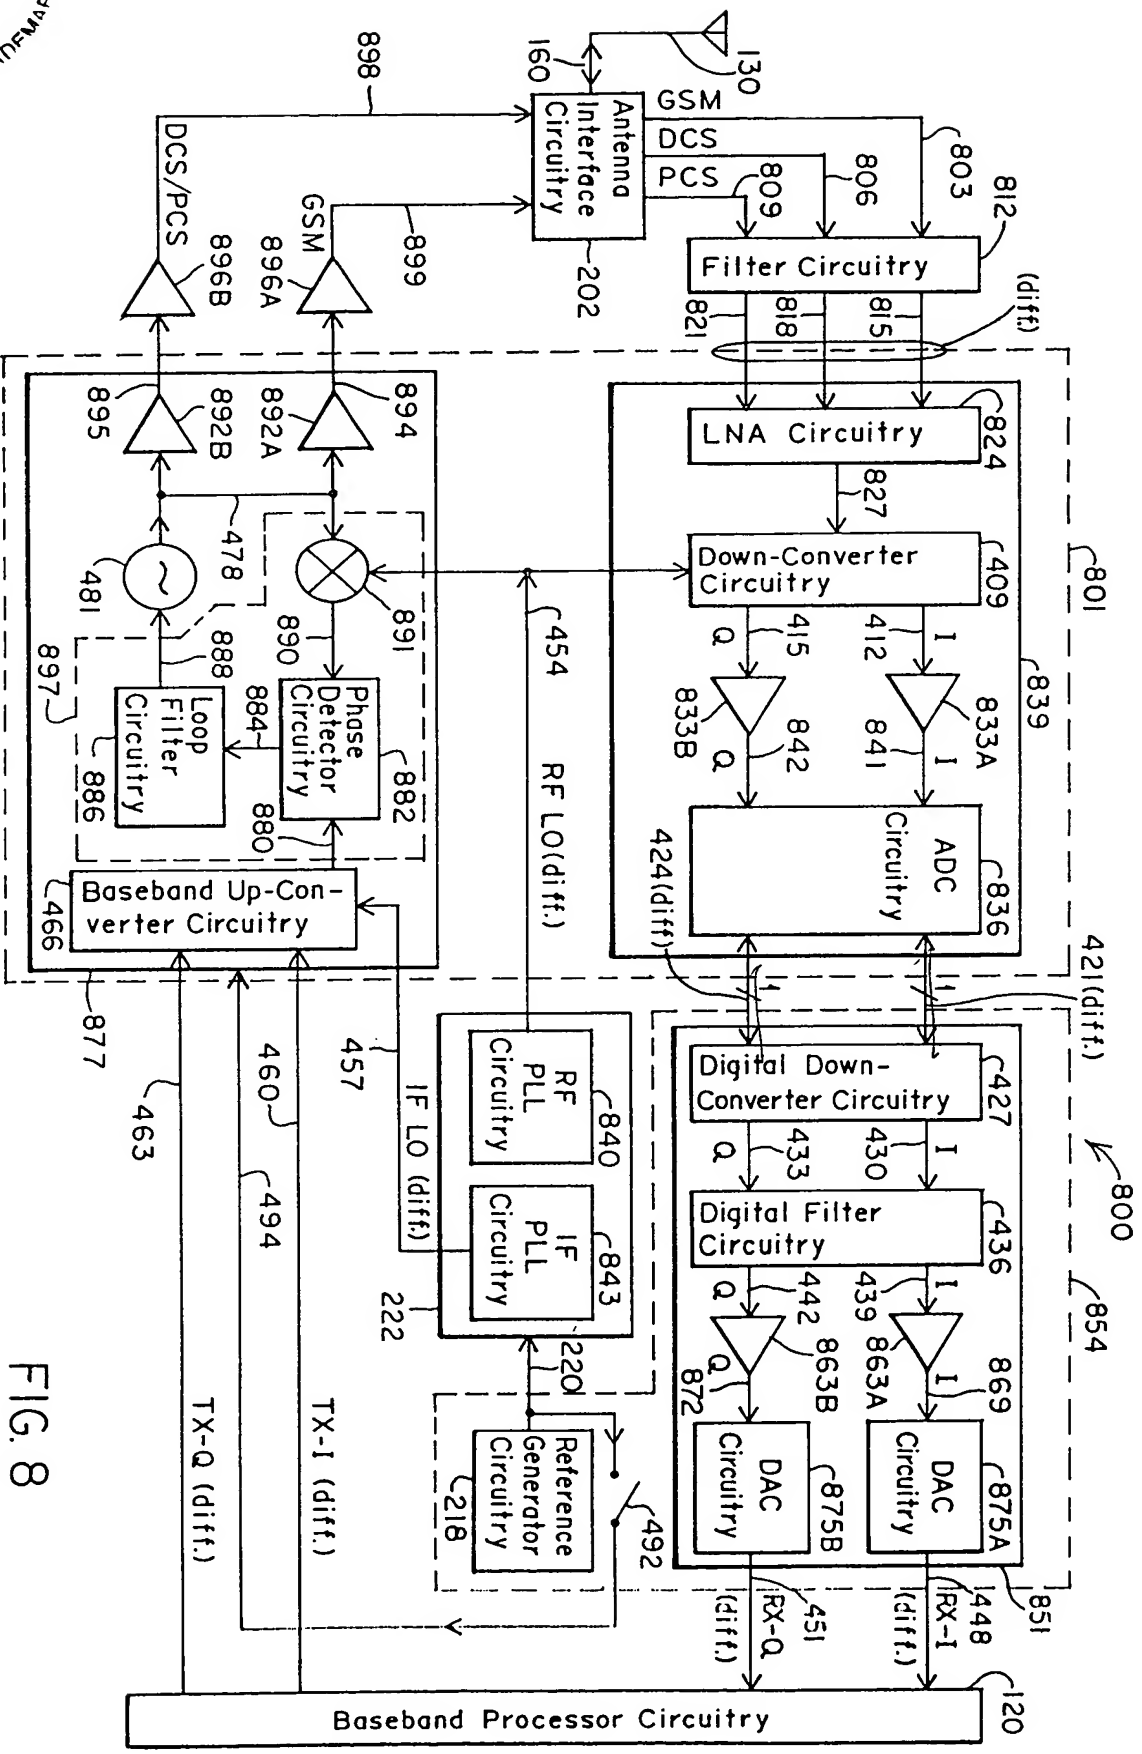 800
801
839
854
421 (diff.)
(diff.)
130
160
GSM
803
DCS
806
PCS
809
Antenna
Interface
Circuitry
202
812
Filter Circuitry
815
818
821
824
LNA Circuitry
827
409
Down-Converter
Circuitry
I
412
833A
I
841
Q
415
833B
Q
842
836
ADC
Circuitry
424 (diff.)
427
Digital Down-
Converter Circuitry
I
430
Q
433
436
Digital Filter
Circuitry
I
439
863A
I
869
Q
442
863B
Q
872
875A
DAC
Circuitry
875B
DAC
Circuitry
851
448
RX-I
(diff.)
451
RX-Q
(diff.)
120
Baseband Processor Circuitry
898
DCS/PCS
899
GSM
896A
896B
894
892A
895
892B
478
481
891
890
882
Phase
Detector
Circuitry
884
880
888
Loop
Filter
Circuitry
886
897
Baseband Up-Con-
verter Circuitry
466
877
454
RF LO (diff.)
840
RF
PLL
Circuitry
843
IF
PLL
Circuitry
222
220
IF LO (diff.)
457
Reference
Generator
Circuitry
218
492
460
494
463
TX-I (diff.)
TX-Q (diff.)
FIG. 8